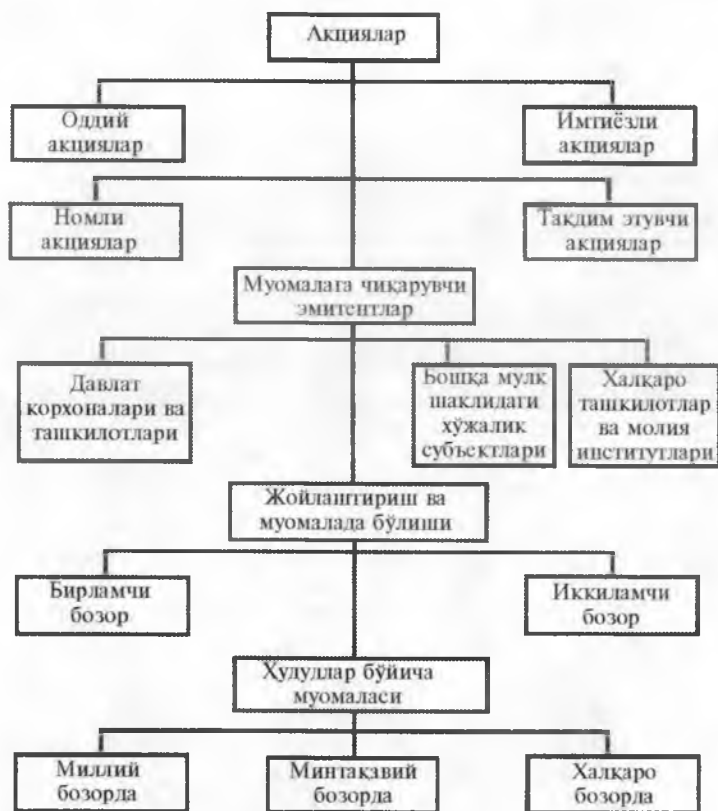 Акциялар
Оддий
акциялар
Имтиёзли
акциялар
Номли
акциялар
Тақдим этувчи
акциялар
Муомалага чиқарувчи
эмитентлар
Давлат
корхоналари ва
ташкилотлари
Бошқа мулк
шаклидаги
хўжалик
субъектлари
Халқаро
ташкилотлар
ва молия
институтлари
Жойлаштириш ва
муомалада бўлиши
Бирламчи
бозор
Иккиламчи
бозор
Ҳудудлар бўйича
муомаласи
Миллий
бозорда
Минтақавий
бозорда
Халқаро
бозорда